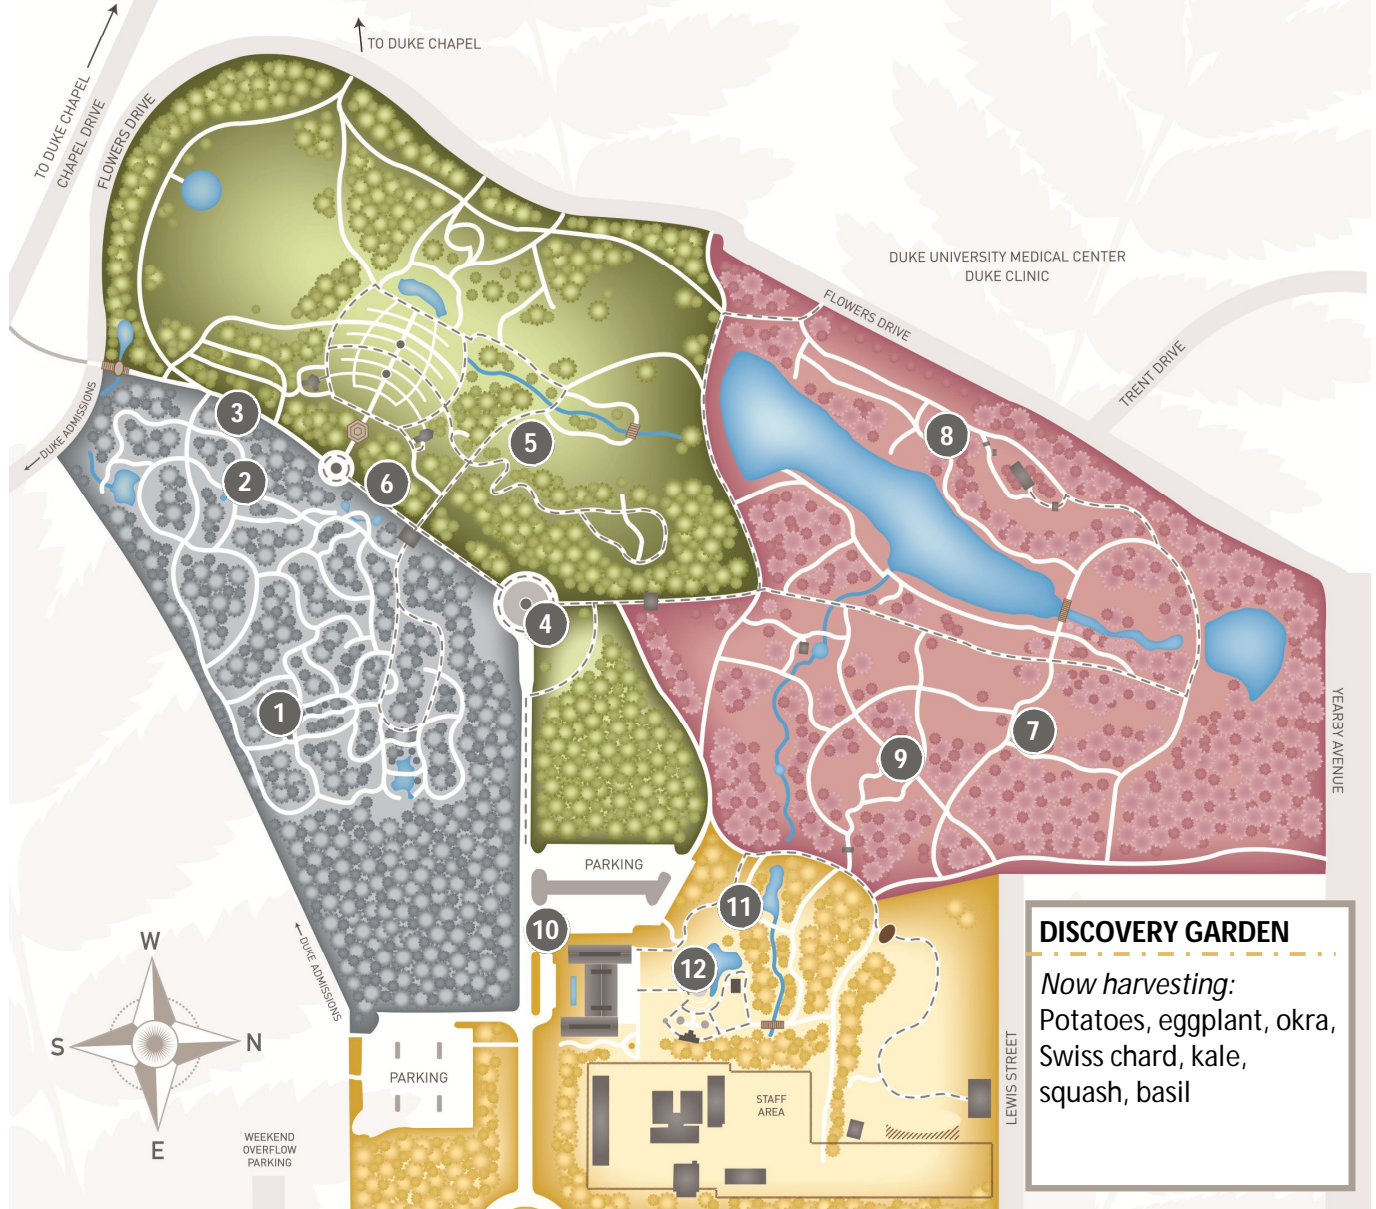 TO DUKE CHAPEL
TO DUKE CHAPEL
CHAPEL DRIVE
FLOWERS DRIVE
DUKE UNIVERSITY MEDICAL CENTER
DUKE CLINIC
FLOWERS DRIVE
TRENT DRIVE
DUKE ADMISSIONS
3
2
6
5
8
4
1
7
9
YEARBY AVENUE
PARKING
10
11
12
DUKE ADMISSIONS
W
S
N
E
PARKING
WEEKEND
OVERFLOW
PARKING
STAFF
AREA
LEWIS STREET
DISCOVERY GARDEN
Now harvesting:
Potatoes, eggplant, okra,
Swiss chard, kale,
squash, basil